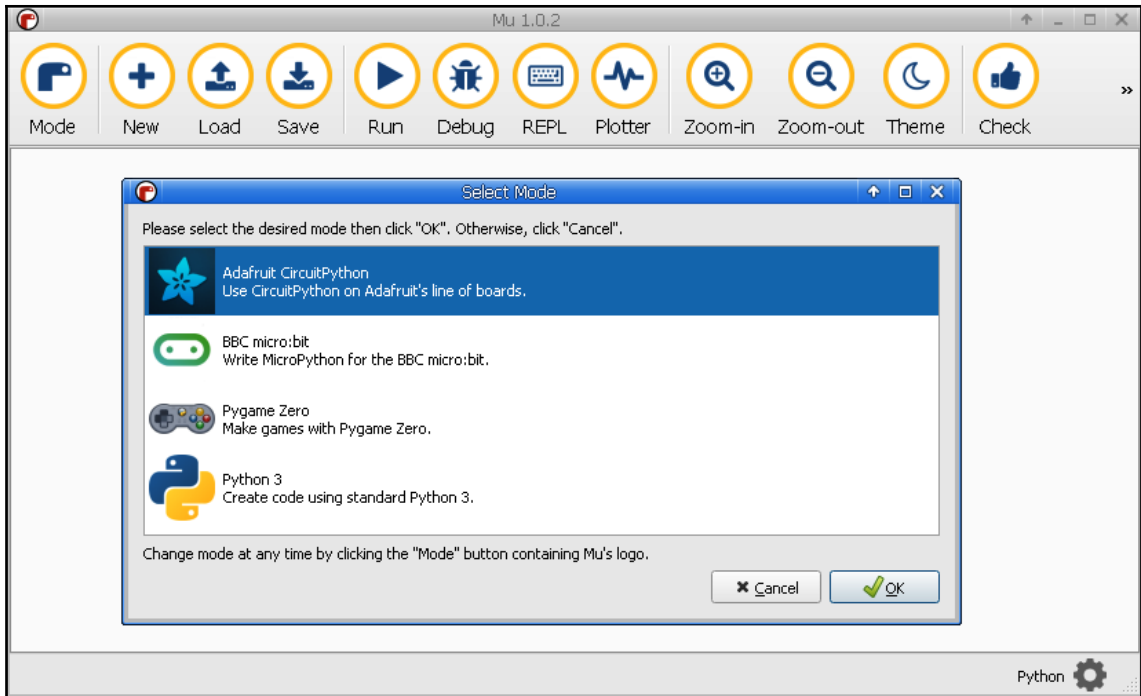 Mu 1.0.2
Mode New Load Save Run Debug REPL Plotter Zoom-in Zoom-out Theme Check »
Select Mode
Please select the desired mode then click "OK". Otherwise, click "Cancel".
Adafruit CircuitPython
Use CircuitPython on Adafruit's line of boards.
BBC micro:bit
Write MicroPython for the BBC micro:bit.
Pygame Zero
Make games with Pygame Zero.
Python 3
Create code using standard Python 3.
Change mode at any time by clicking the "Mode" button containing Mu's logo.
Cancel OK
Python